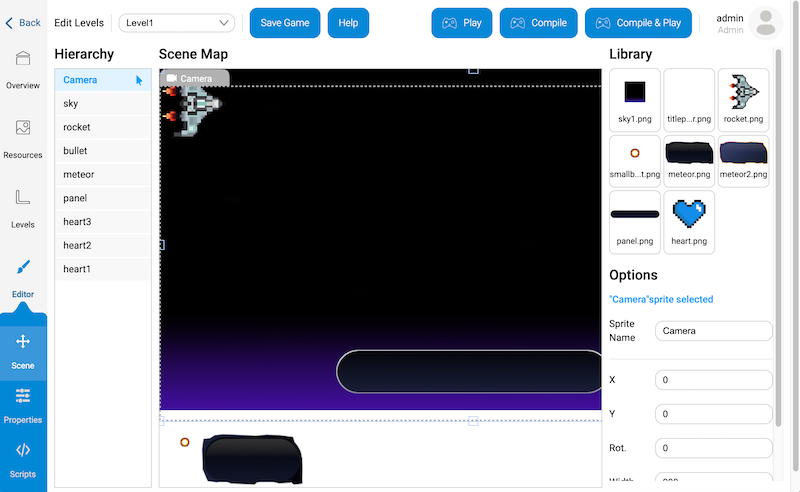 Back
Edit Levels
Level1
Save Game
Help
Play
Compile
Compile & Play
admin
Admin
Overview
Resources
Levels
Editor
Scene
Properties
Scripts
Hierarchy
Camera
sky
rocket
bullet
meteor
panel
heart3
heart2
heart1
Scene Map
Camera
Library
sky1.png
titlep...r.png
rocket.png
smallb...t.png
meteor.png
meteor2.png
panel.png
heart.png
Options
"Camera"sprite selected
Sprite
Name
Camera
X
0
Y
0
Rot.
0
Width